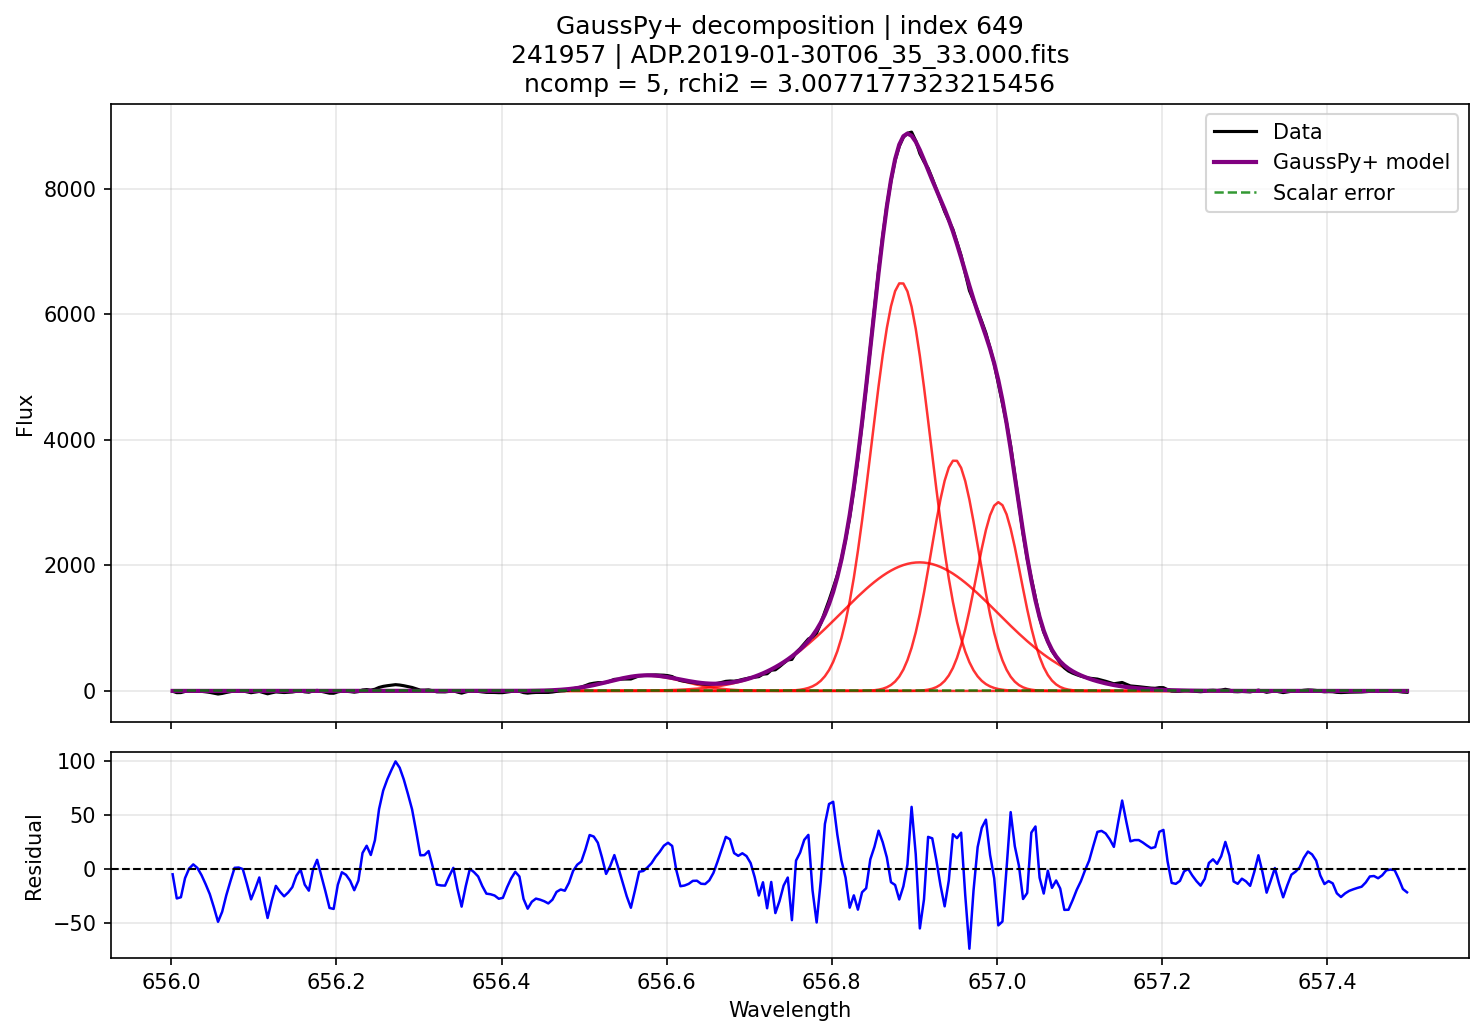 GaussPy+ decomposition | index 649
241957 | ADP.2019-01-30T06_35_33.000.fits
ncomp = 5, rchi2 = 3.0077177323215456
Data
GaussPy+ model
Scalar error
Flux
8000
6000
4000
2000
0
Residual
100
50
0
−50
656.0 656.2 656.4 656.6 656.8 657.0 657.2 657.4
Wavelength